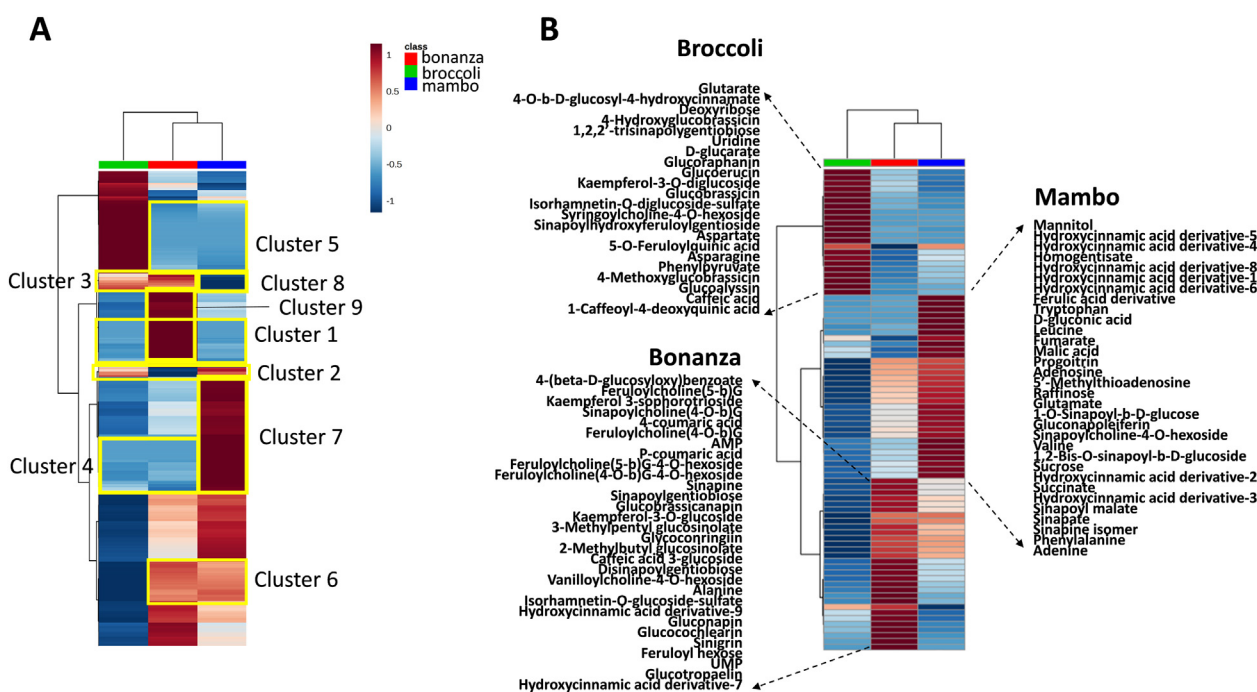 A
1
0.5
0
-0.5
-1
class
bonanza
broccoli
mambo
Cluster 5
Cluster 3
Cluster 8
Cluster 9
Cluster 1
Cluster 2
Cluster 7
Cluster 4
Cluster 6
B
Broccoli
Glutarate
4-O-b-D-glucosyl-4-hydroxycinnamate
Deoxyribose
4-Hydroxyglucobrassicin
1,2,2'-trisinapolygentiobiose
Uridine
D-glucarate
Glucoraphanin
Glucoerucin
Kaempferol-3-O-diglucoside
Glucobrassicin
Isorhamnetin-O-diglucoside-sulfate
Syringoylcholine-4-O-hexoside
Sinapoylhydroxyferuloylgentioside
Aspartate
5-O-Feruloylquinic acid
Asparagine
Phenylpyruvate
4-Methoxyglucobrassicin
Glucoalyssin
Caffeic acid
1-Caffeoyl-4-deoxyquinic acid
Bonanza
4-(beta-D-glucosyloxy)benzoate
Feruloylcholine(5-b)G
Kaempferol 3-sophorotrioside
Sinapoylcholine(4-O-b)G
4-coumaric acid
Feruloylcholine(4-O-b)G
AMP
P-coumaric acid
Feruloylcholine(5-b)G-4-O-hexoside
Feruloylcholine(4-O-b)G-4-O-hexoside
Sinapine
Sinapoylgentiobiose
Glucobrassicanapin
Kaempferol-3-O-glucoside
3-Methylpentyl glucosinolate
Glycoconringiin
2-Methylbutyl glucosinolate
Caffeic acid 3-glucoside
Disinapoylgentiobiose
Vanilloylcholine-4-O-hexoside
Alanine
Isorhamnetin-O-glucoside-sulfate
Hydroxycinnamic acid derivative-9
Gluconapin
Glucocochlearin
Sinigrin
Feruloyl hexose
UMP
Glucotropaelin
Hydroxycinnamic acid derivative-7
Mambo
Mannitol
Hydroxycinnamic acid derivative-5
Hydroxycinnamic acid derivative-4
Homogentisate
Hydroxycinnamic acid derivative-8
Hydroxycinnamic acid derivative-1
Hydroxycinnamic acid derivative-6
Ferulic acid derivative
Tryptophan
D-gluconic acid
Leucine
Fumarate
Malic acid
Progoitrin
Adenosine
5'-Methylthioadenosine
Raffinose
Glutamate
1-O-Sinapoyl-b-D-glucose
Gluconapoleiferin
Sinapoylcholine-4-O-hexoside
Valine
1,2-Bis-O-sinapoyl-b-D-glucoside
Sucrose
Hydroxycinnamic acid derivative-2
Succinate
Hydroxycinnamic acid derivative-3
Sinapoyl malate
Sinapate
Sinapine isomer
Phenylalanine
Adenine